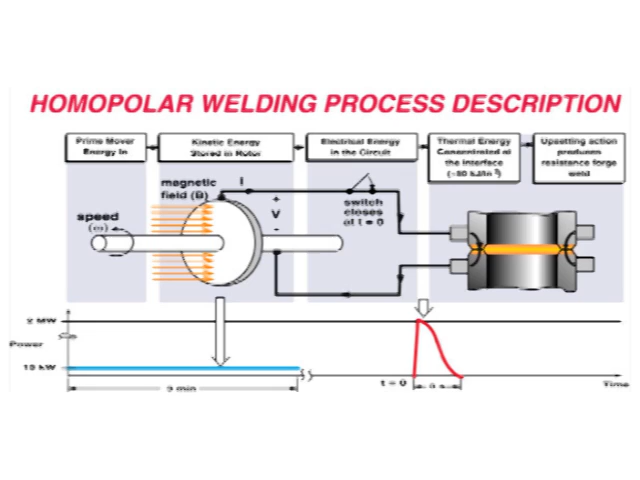 HOMOPOLAR WELDING PROCESS DESCRIPTION
Prime Mover
Energy In
Kinetic Energy
Stored in Rotor
Electrical Energy
in the Circuit
Thermal Energy
Concentrated at
the interface
Upsetting action
produces
resistance forge
weld
magnetic
field (B)
I
speed
(ω)
+
V
-
switch
closes
at t = 0
2 MW
Power
15 kW
min
t = 0
s
Time